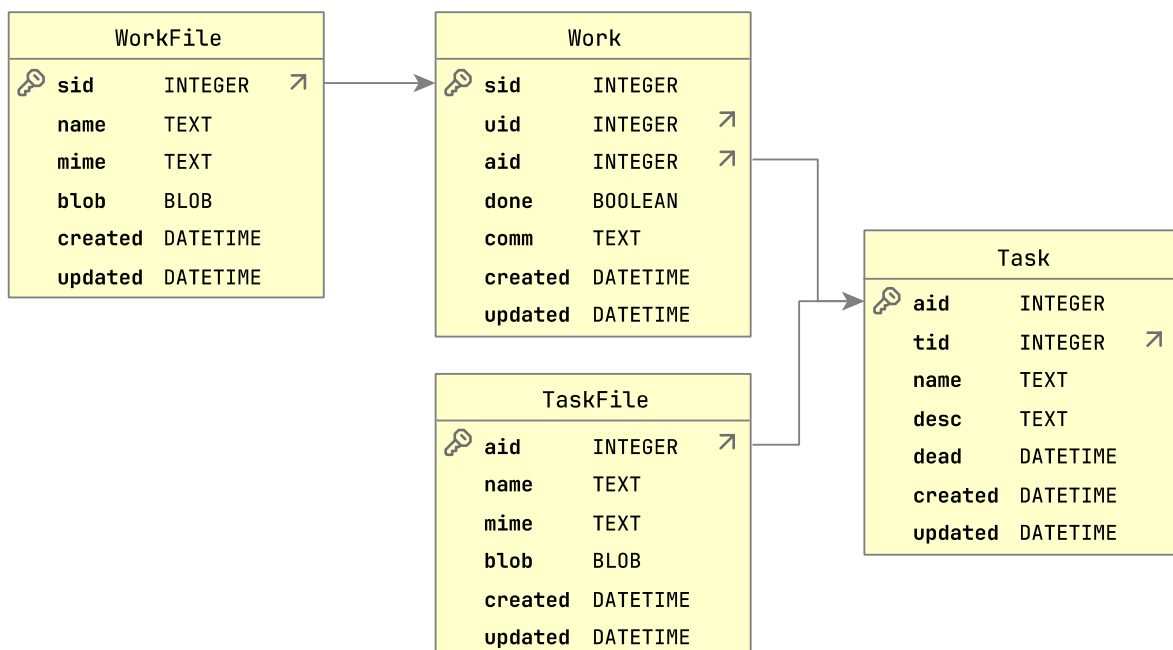 WorkFile
sid INTEGER
name TEXT
mime TEXT
blob BLOB
created DATETIME
updated DATETIME
Work
sid INTEGER
uid INTEGER
aid INTEGER
done BOOLEAN
comm TEXT
created DATETIME
updated DATETIME
TaskFile
aid INTEGER
name TEXT
mime TEXT
blob BLOB
created DATETIME
updated DATETIME
Task
aid INTEGER
tid INTEGER
name TEXT
desc TEXT
dead DATETIME
created DATETIME
updated DATETIME